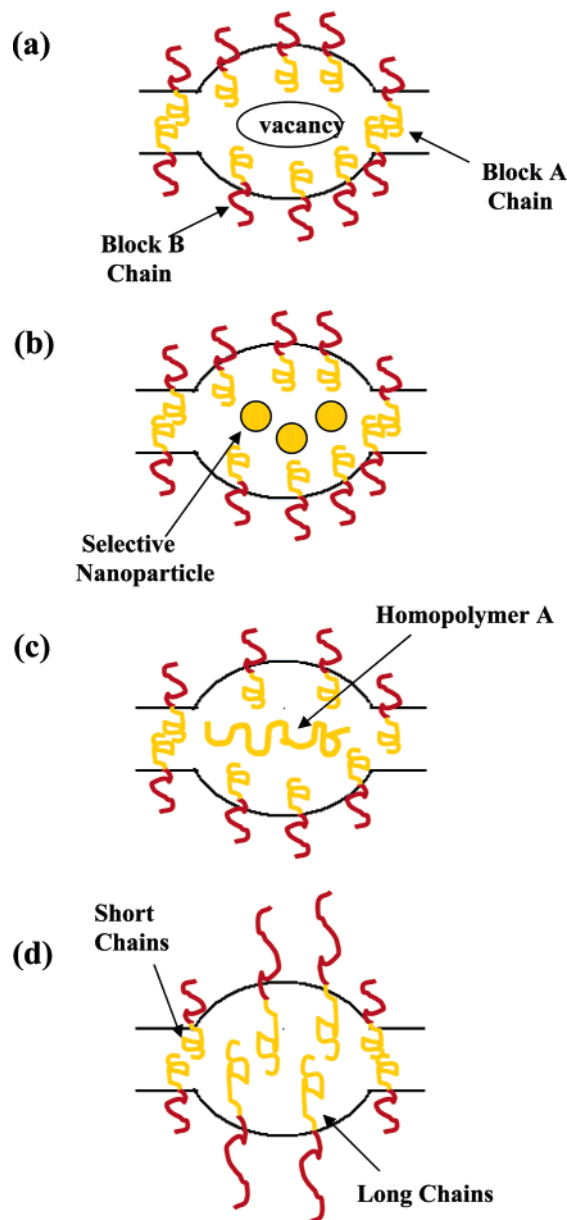 (a)
vacancy
Block A
Chain
Block B
Chain
(b)
Selective
Nanoparticle
Homopolymer A
(c)
Short
Chains
(d)
Long Chains